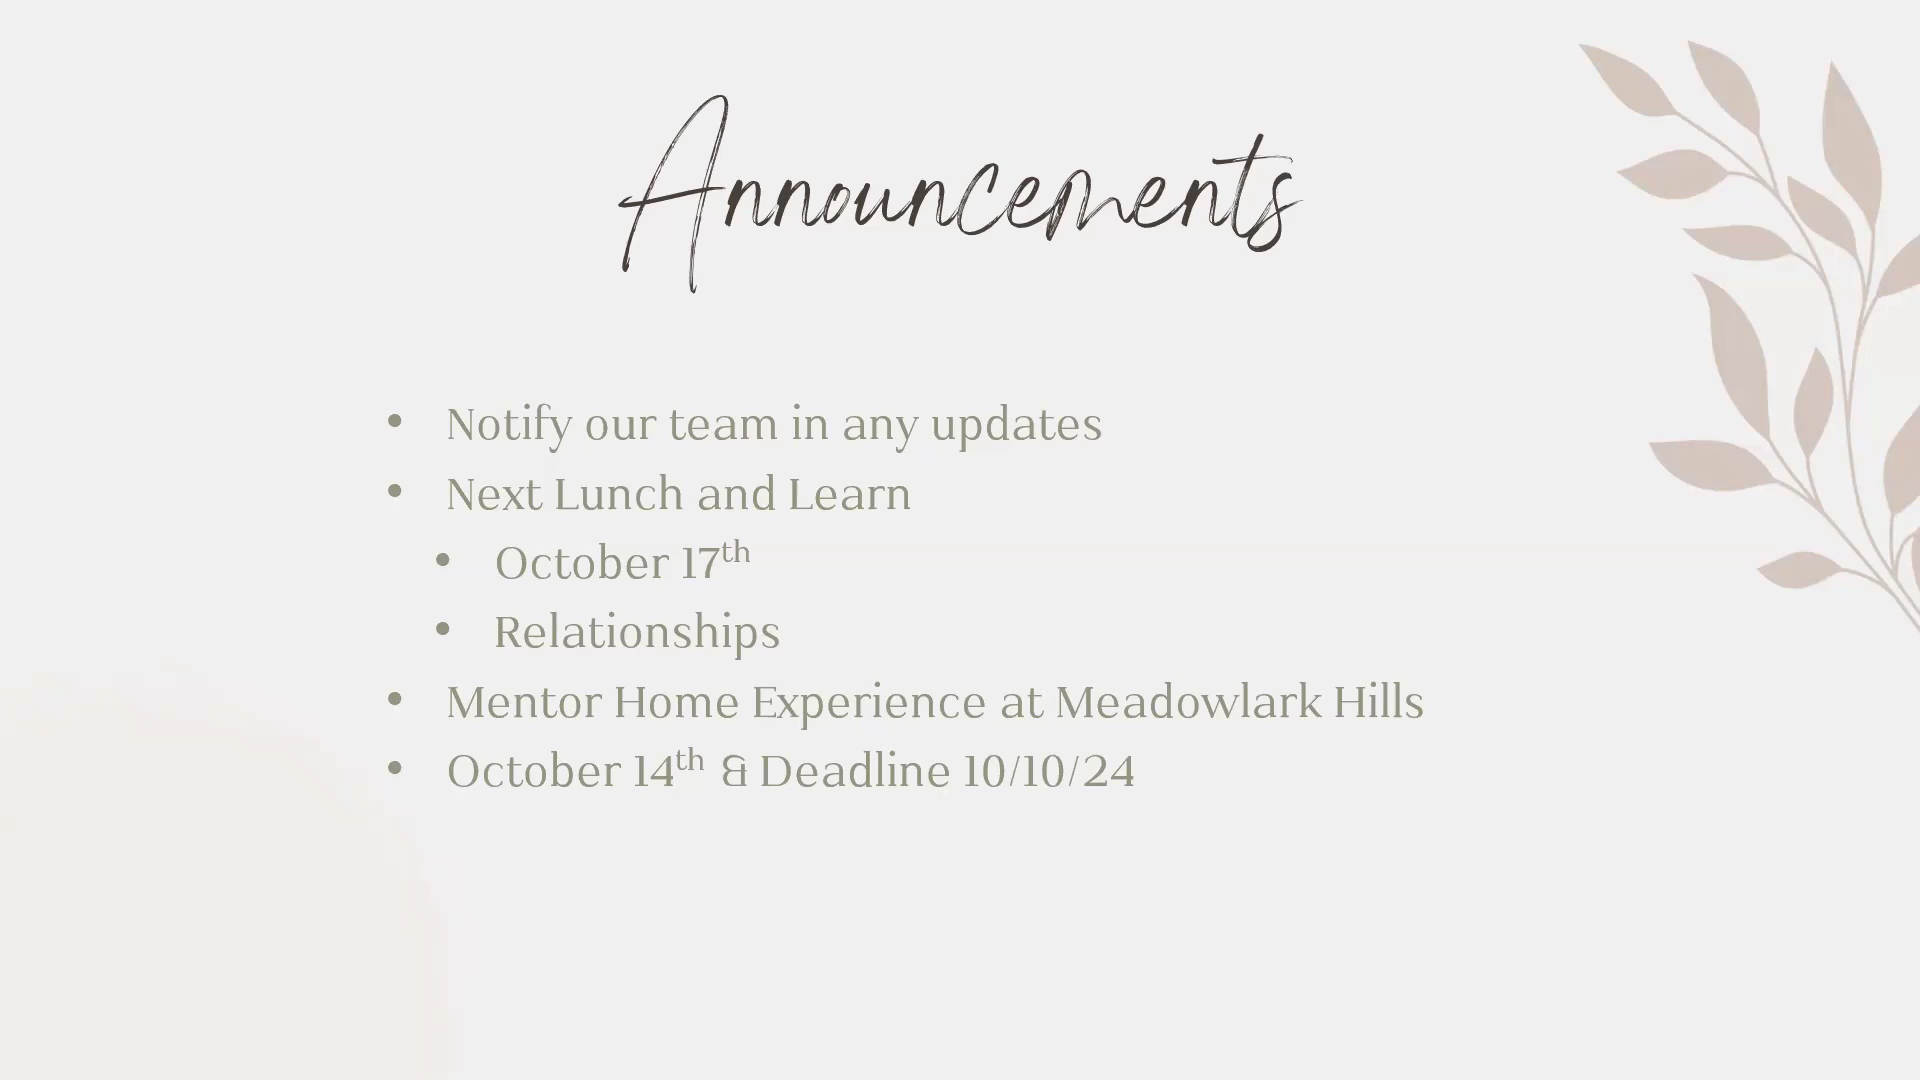 Announcements
• Notify our team in any updates
• Next Lunch and Learn
• October 17th
• Relationships
• Mentor Home Experience at Meadowlark Hills
• October 14th & Deadline 10/10/24